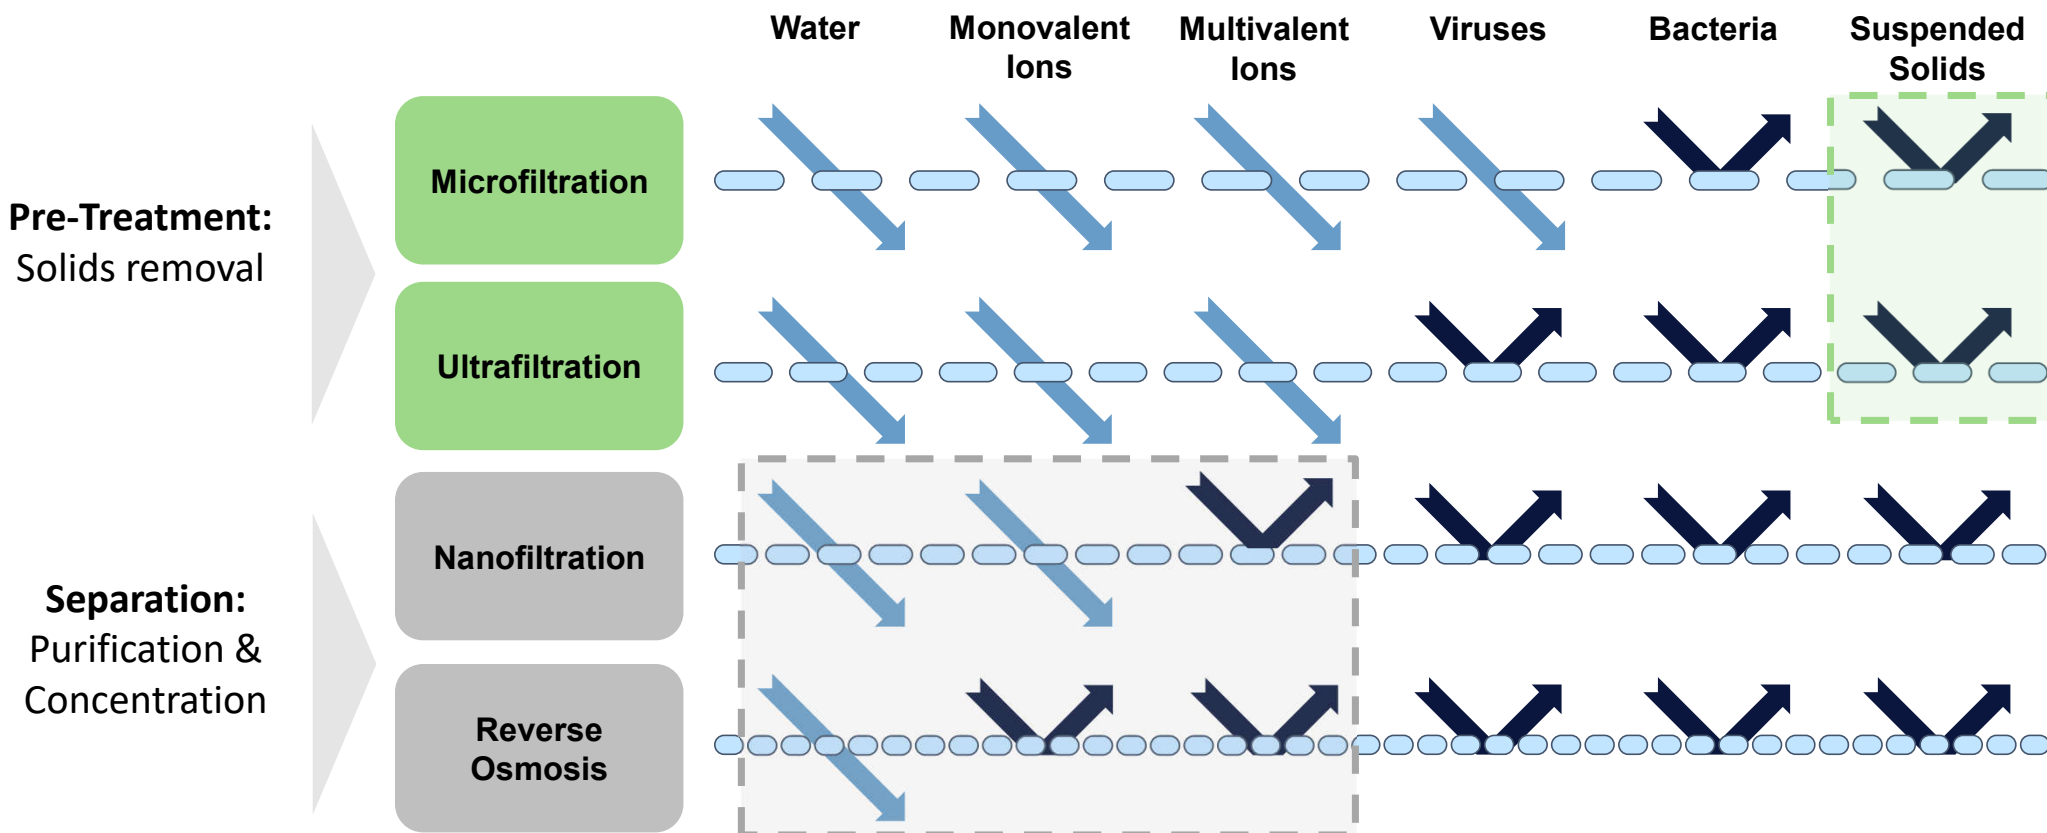 Water
Monovalent
Ions
Multivalent
Ions
Viruses
Bacteria
Suspended
Solids
Pre-Treatment:
Solids removal
Microfiltration
Ultrafiltration
Separation:
Purification &
Concentration
Nanofiltration
Reverse
Osmosis